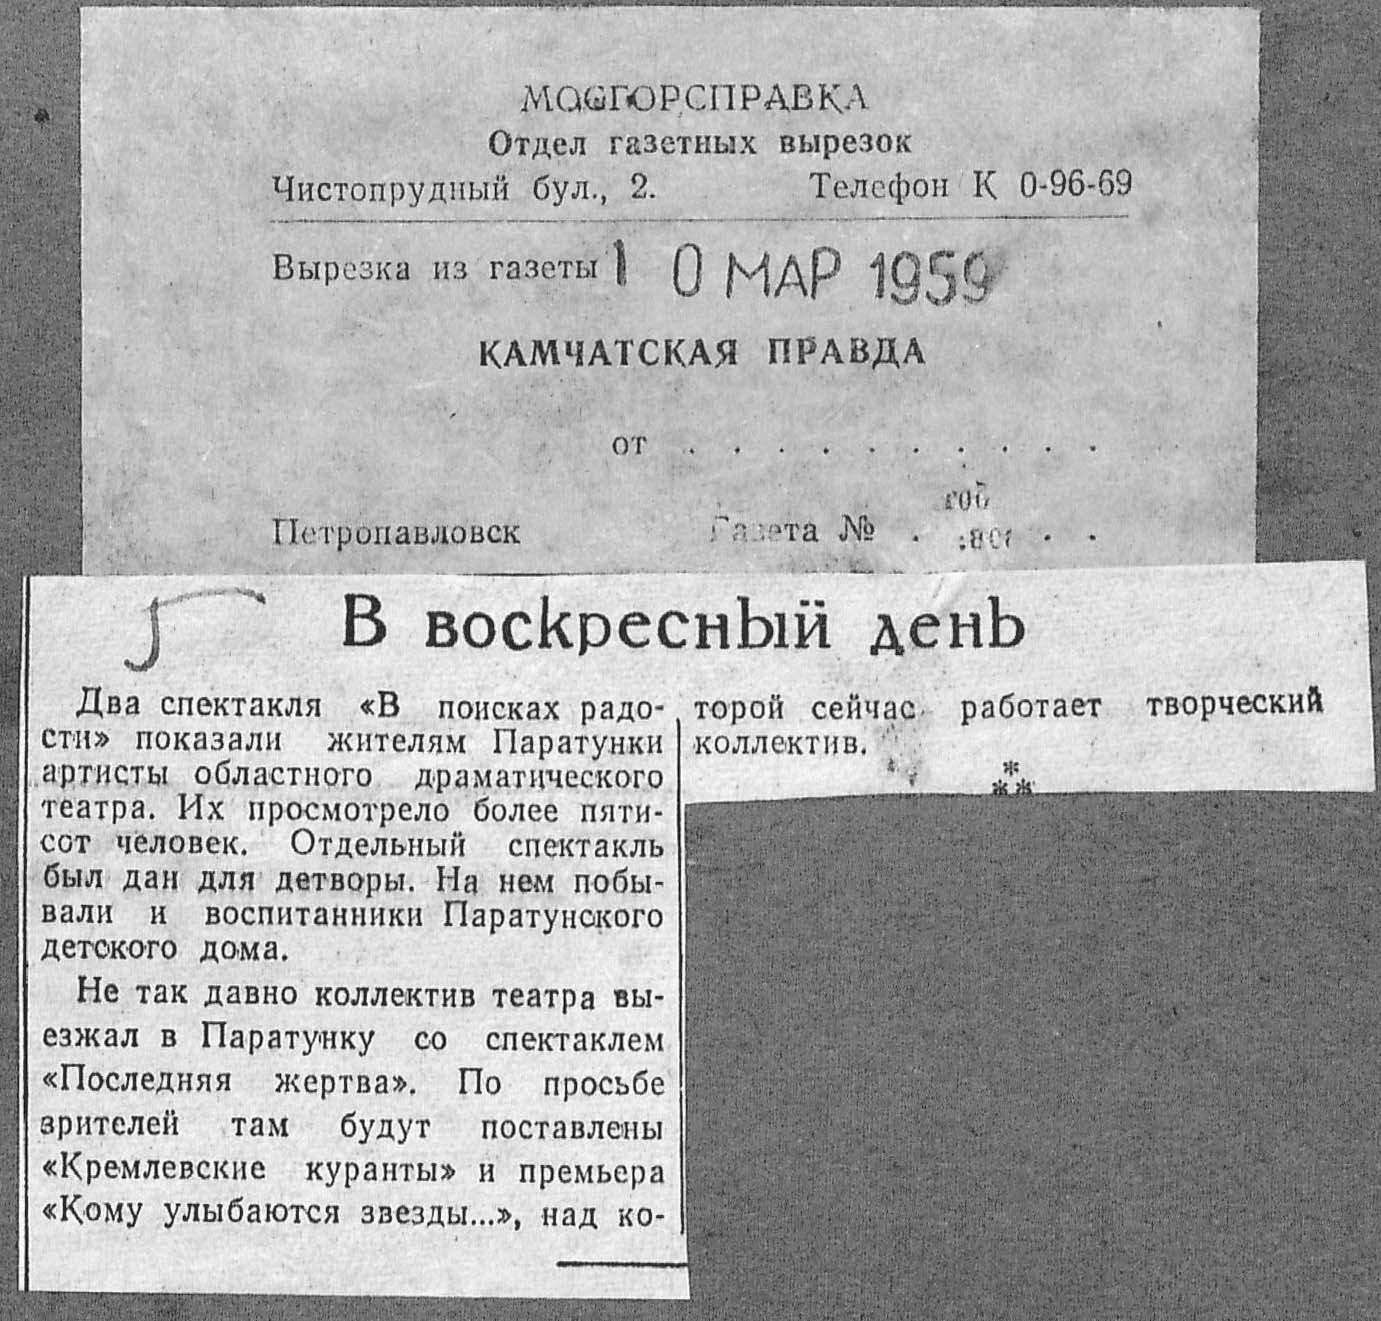 МОСГОРСПРАВКА
Отдел газетных вырезок
Чистопрудный бул., 2. Телефон К 0-96-69
Вырезка из газеты 10 МАР 1959
КАМЧАТСКАЯ ПРАВДА
от . . . . . . . . . .
Петропавловск Газета № . . .
В воскресный день
Два спектакля «В поисках радо-
сти» показали жителям Паратунки
артисты областного драматического
театра. Их просмотрело более пяти-
сот человек. Отдельный спектакль
был дан для детворы. На нем побы-
вали и воспитанники Паратунского
детского дома.
Не так давно коллектив театра вы-
езжал в Паратунку со спектаклем
«Последняя жертва». По просьбе
зрителей там будут поставлены
«Кремлевские куранты» и премьера
«Кому улыбаются звезды...», над ко-
торой сейчас работает творческий
коллектив.
*
**